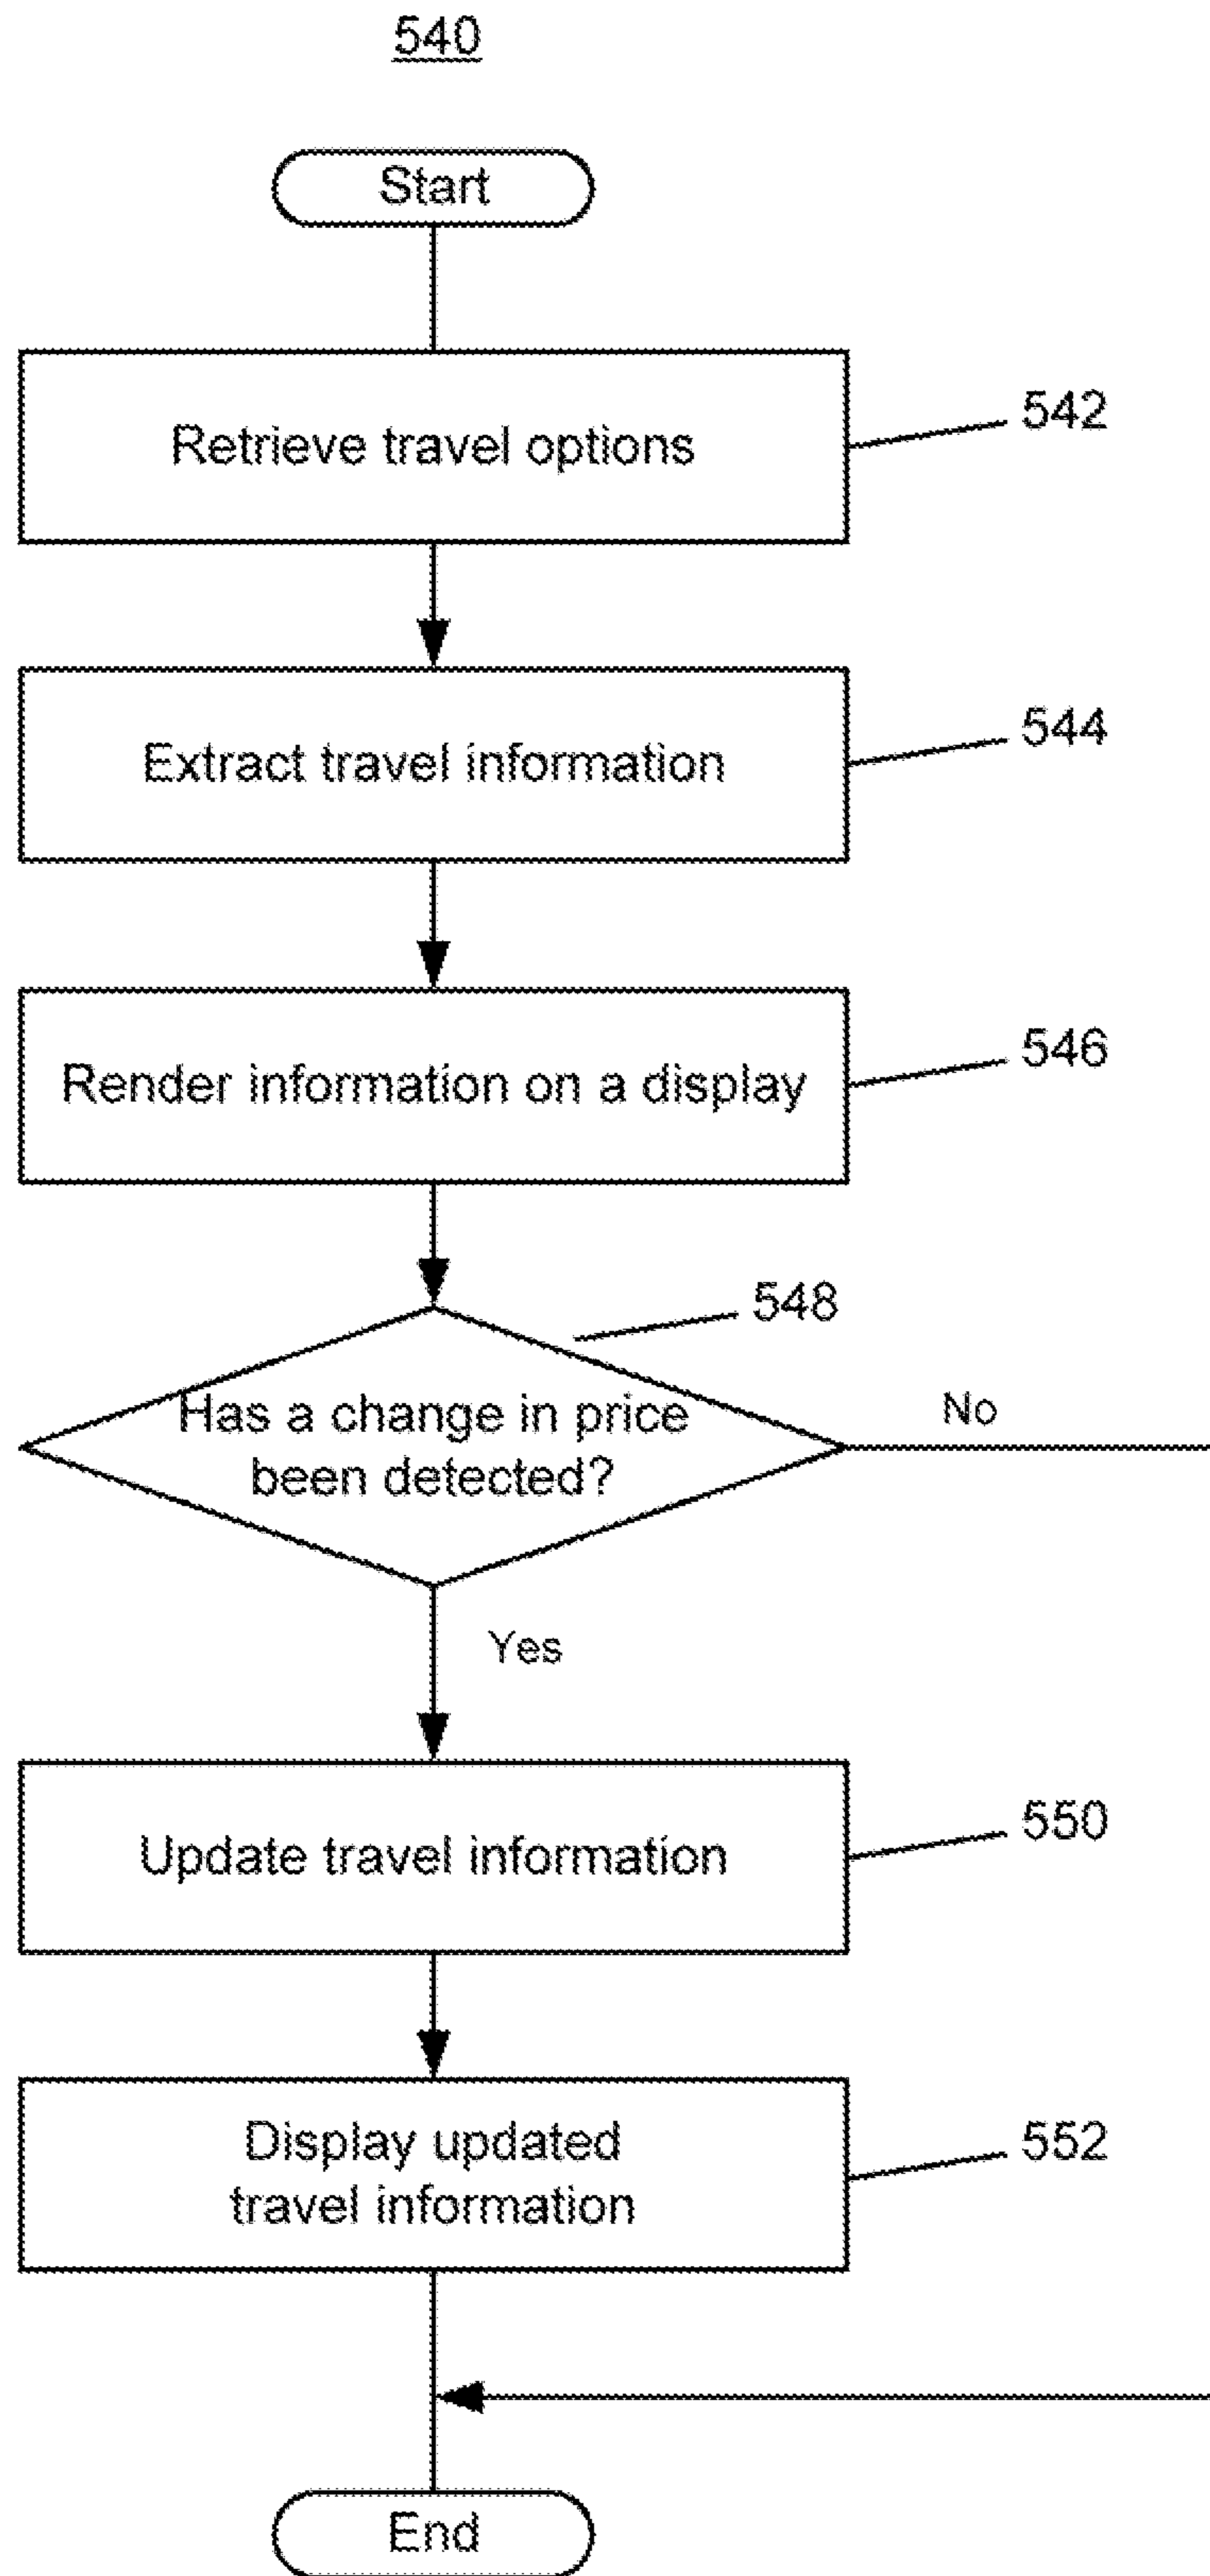 540
Start
Retrieve travel options
542
Extract travel information
544
Render information on a display
546
548
Has a change in price
been detected?
No
Yes
Update travel information
550
Display updated
travel information
552
End